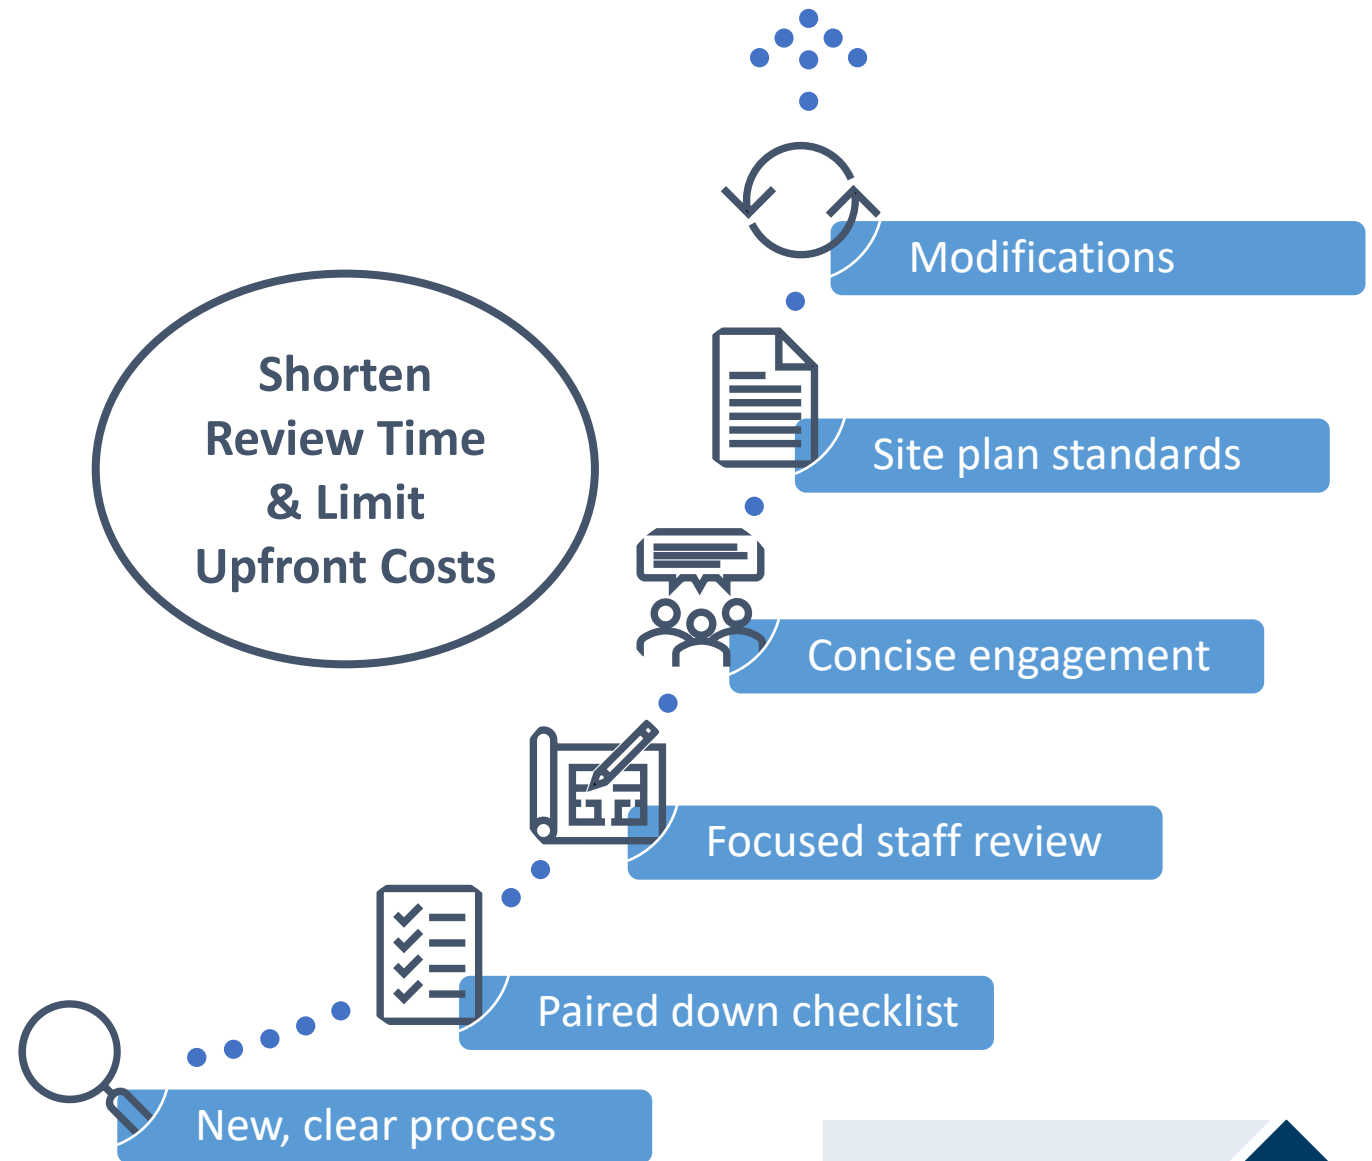 Shorten
Review Time
& Limit
Upfront Costs
Modifications
Site plan standards
Concise engagement
Focused staff review
Paired down checklist
New, clear process